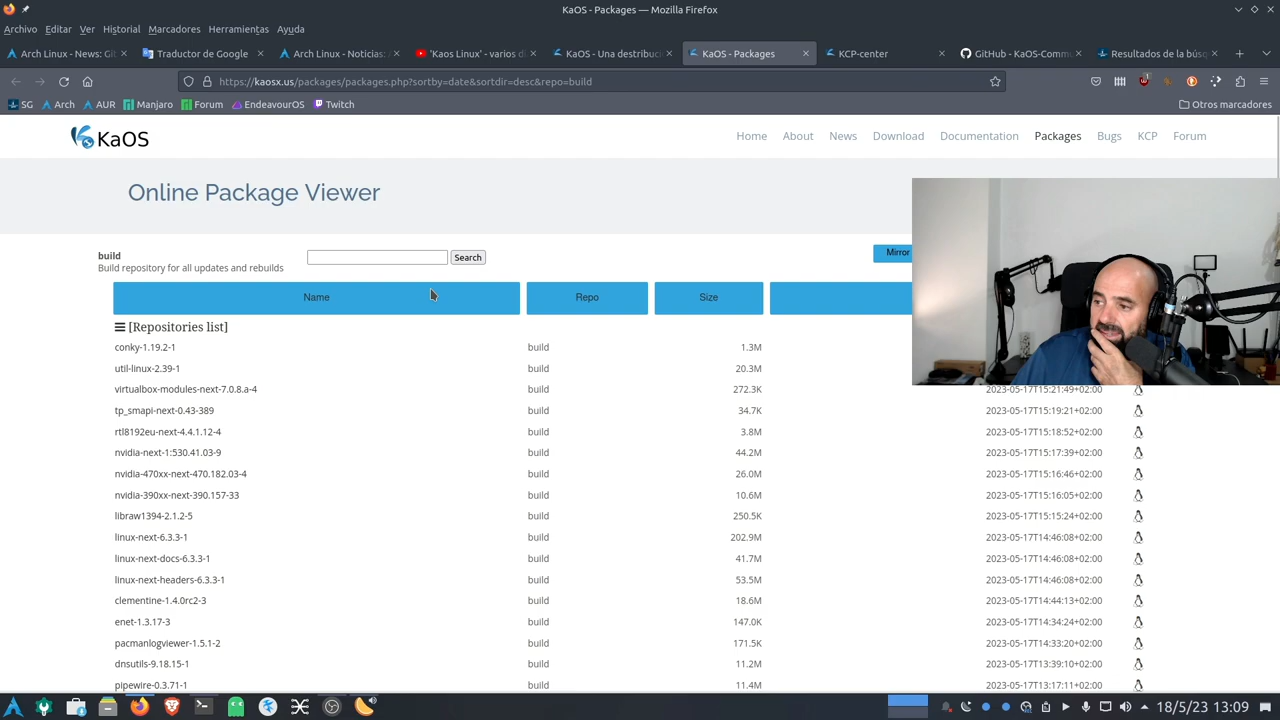 KaOS - Packages — Mozilla Firefox
Archivo Editar Ver Historial Marcadores Herramientas Ayuda
Arch Linux - News: Git
Traductor de Google
Arch Linux - Noticias:
'Kaos Linux' - varios di
KaOS - Una destribuci
KaOS - Packages
KCP-center
GitHub - KaOS-Comm
Resultados de la búsq
https://kaosx.us/packages/packages.php?sortby=date&sortdir=desc&repo=build
SG Arch AUR Manjaro Forum EndeavourOS Twitch Otros marcadores
KaOS
Home About News Download Documentation Packages Bugs KCP Forum
Online Package Viewer
build
Build repository for all updates and rebuilds
Search
Mirror
Name Repo Size
[Repositories list]
conky-1.19.2-1 build 1.3M
util-linux-2.39-1 build 20.3M
virtualbox-modules-next-7.0.8.a-4 build 272.3K 2023-05-17T15:21:49+02:00
tp_smapi-next-0.43-389 build 34.7K 2023-05-17T15:19:21+02:00
rtl8192eu-next-4.4.1.12-4 build 3.8M 2023-05-17T15:18:52+02:00
nvidia-next-1:530.41.03-9 build 44.2M 2023-05-17T15:17:39+02:00
nvidia-470xx-next-470.182.03-4 build 26.0M 2023-05-17T15:16:46+02:00
nvidia-390xx-next-390.157-33 build 10.6M 2023-05-17T15:16:05+02:00
libraw1394-2.1.2-5 build 250.5K 2023-05-17T15:15:24+02:00
linux-next-6.3.3-1 build 202.9M 2023-05-17T14:46:08+02:00
linux-next-docs-6.3.3-1 build 41.7M 2023-05-17T14:46:08+02:00
linux-next-headers-6.3.3-1 build 53.5M 2023-05-17T14:46:08+02:00
clementine-1.4.0rc2-3 build 18.6M 2023-05-17T14:44:13+02:00
enet-1.3.17-3 build 147.0K 2023-05-17T14:34:24+02:00
pacmanlogviewer-1.5.1-2 build 171.5K 2023-05-17T14:33:20+02:00
dnsutils-9.18.15-1 build 11.2M 2023-05-17T13:39:10+02:00
pipewire-0.3.71-1 build 11.4M 2023-05-17T13:17:11+02:00
18/5/23 13:09